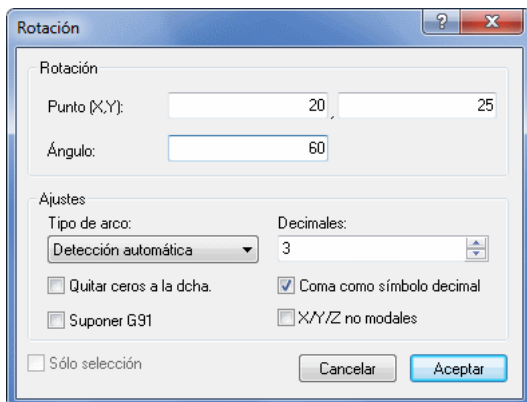 Rotación
Rotación
Punto (X,Y): 20 , 25
Ángulo: 60
Ajustes
Tipo de arco: Decimales:
Detección automática 3
Quitar ceros a la dcha. Coma como símbolo decimal
Suponer G91 X/Y/Z no modales
Sólo selección Cancelar Aceptar